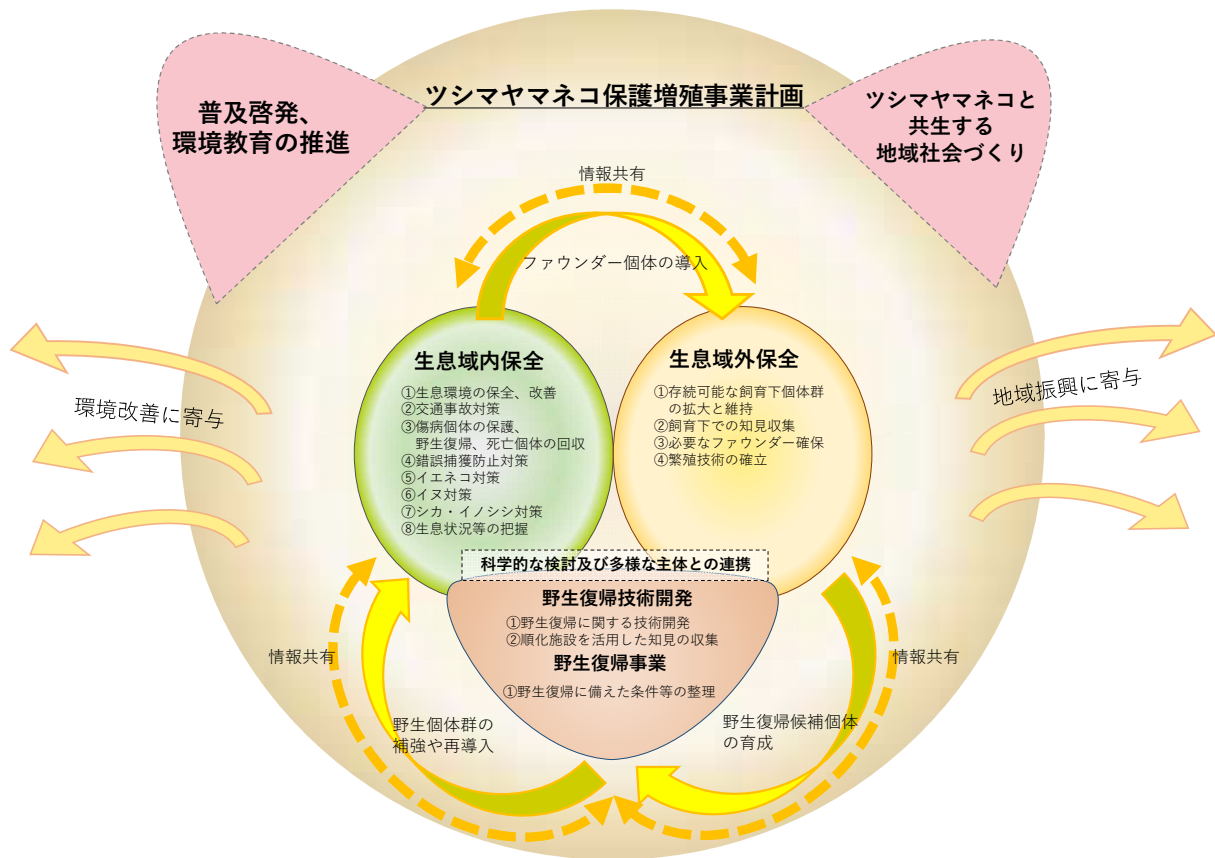 ツシマヤマネコ保護増殖事業計画
普及啓発、
環境教育の推進
ツシマヤマネコと
共生する
地域社会づくり
情報共有
ファウンダー個体の導入
環境改善に寄与
地域振興に寄与
生息域内保全
①生息環境の保全、改善
②交通事故対策
③傷病個体の保護、
野生復帰、死亡個体の回収
④錯誤捕獲防止対策
⑤イエネコ対策
⑥イヌ対策
⑦シカ・イノシシ対策
⑧生息状況等の把握
生息域外保全
①存続可能な飼育下個体群
の拡大と維持
②飼育下での知見収集
③必要なファウンダー確保
④繁殖技術の確立
科学的な検討及び多様な主体との連携
野生復帰技術開発
①野生復帰に関する技術開発
②順化施設を活用した知見の収集
野生復帰事業
①野生復帰に備えた条件等の整理
情報共有
情報共有
野生個体群の
補強や再導入
野生復帰候補個体
の育成